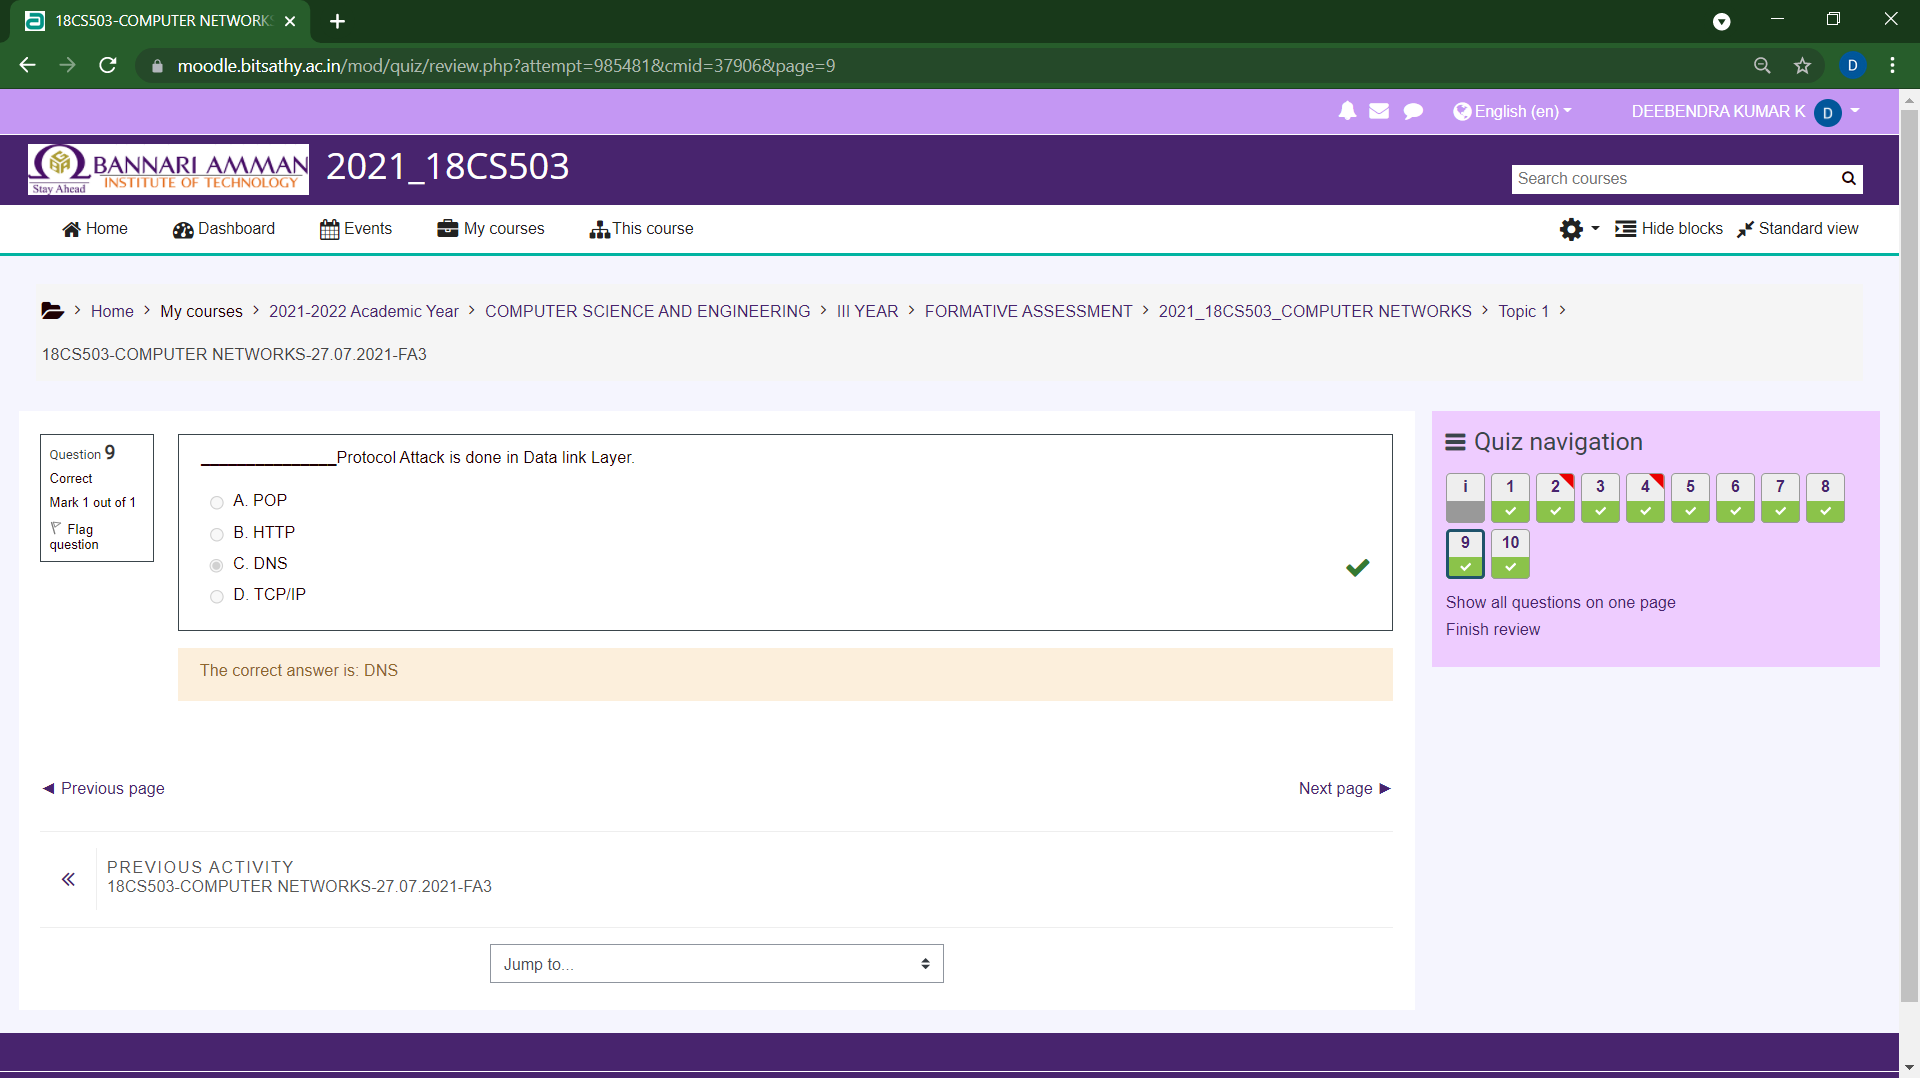 18CS503-COMPUTER NETWORKS
moodle.bitsathy.ac.in/mod/quiz/review.php?attempt=985481&cmid=37906&page=9
D
English (en)
DEEBENDRA KUMAR K
D
BANNARI AMMAN
INSTITUTE OF TECHNOLOGY
Stay Ahead
2021_18CS503
Search courses
Home
Dashboard
Events
My courses
This course
Hide blocks
Standard view
Home > My courses > 2021-2022 Academic Year > COMPUTER SCIENCE AND ENGINEERING > III YEAR > FORMATIVE ASSESSMENT > 2021_18CS503_COMPUTER NETWORKS > Topic 1 >
18CS503-COMPUTER NETWORKS-27.07.2021-FA3
Question 9
Correct
Mark 1 out of 1
Flag
question
_______________Protocol Attack is done in Data link Layer.
A. POP
B. HTTP
C. DNS
D. TCP/IP
The correct answer is: DNS
◄ Previous page
Next page ►
PREVIOUS ACTIVITY
18CS503-COMPUTER NETWORKS-27.07.2021-FA3
Jump to...
Quiz navigation
i 1 2 3 4 5 6 7 8
9 10
Show all questions on one page
Finish review